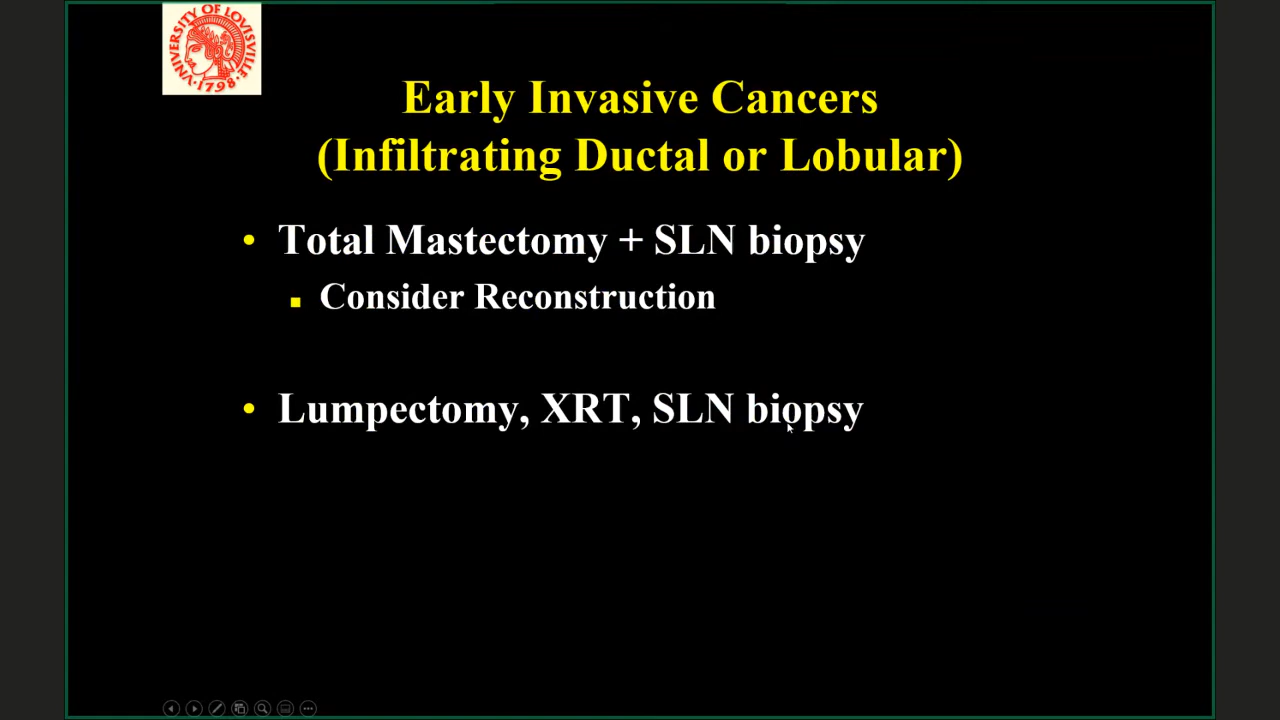 UNIVERSITY OF LOUISVILLE
1798
Early Invasive Cancers
(Infiltrating Ductal or Lobular)
• Total Mastectomy + SLN biopsy
▪ Consider Reconstruction
• Lumpectomy, XRT, SLN biopsy